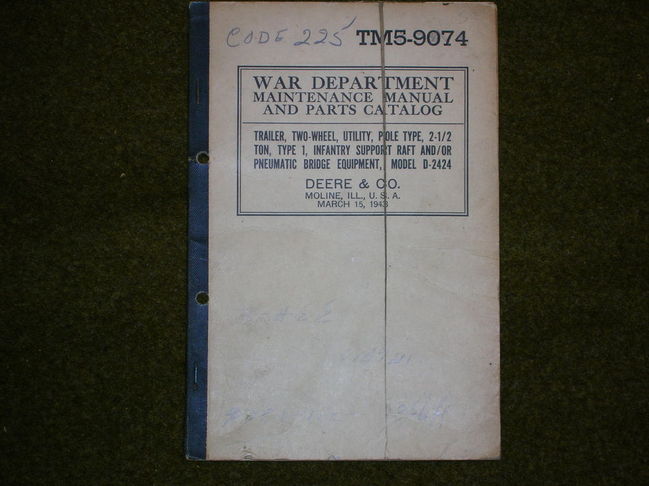 CODE 225
TM5-9074
WAR DEPARTMENT
MAINTENANCE MANUAL
AND PARTS CATALOG
TRAILER, TWO-WHEEL, UTILITY, POLE TYPE, 2-1/2
TON, TYPE 1, INFANTRY SUPPORT RAFT AND/OR
PNEUMATIC BRIDGE EQUIPMENT, MODEL D-2424
DEERE & CO.
MOLINE, ILL., U. S. A.
MARCH 15, 1943